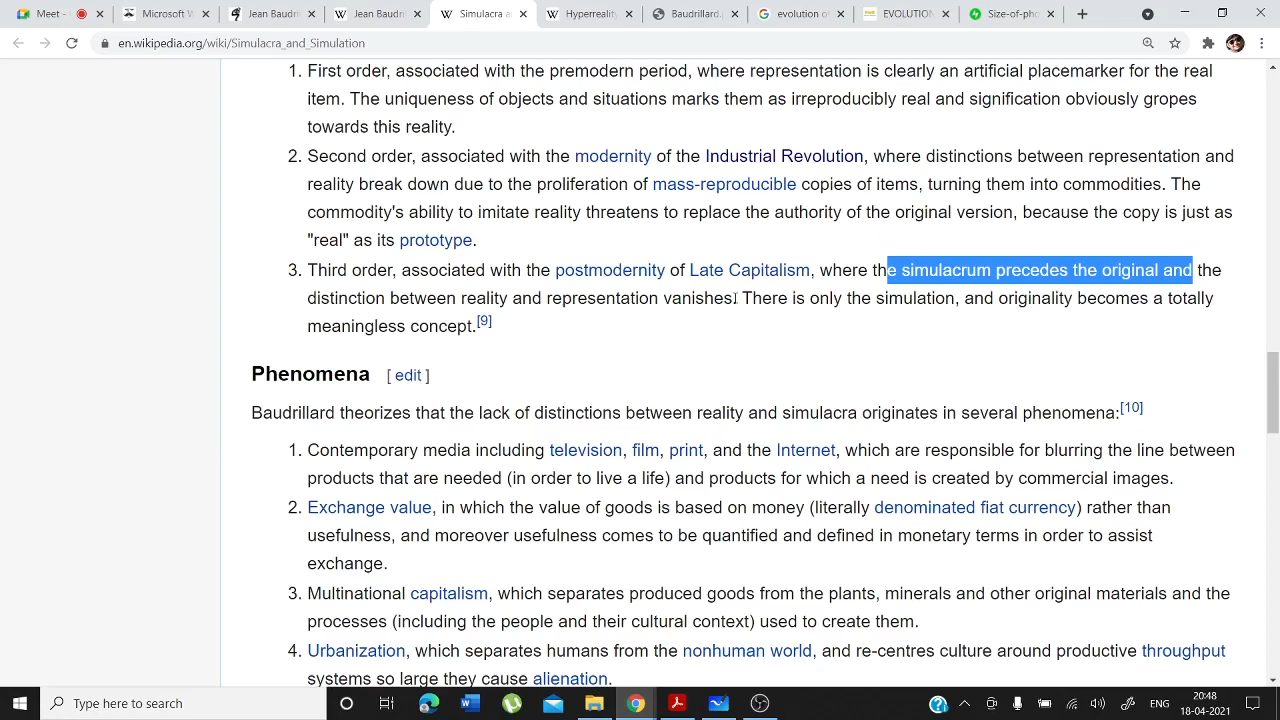 Meet -
Microsoft W
Jean Baudri
Jean Baudri
Simulacra a
Hyperreality
Baudrillard
evolution o
EVOLUTION
Size-of-pho
en.wikipedia.org/wiki/Simulacra_and_Simulation
1. First order, associated with the premodern period, where representation is clearly an artificial placemarker for the real
item. The uniqueness of objects and situations marks them as irreproducibly real and signification obviously gropes
towards this reality.
2. Second order, associated with the modernity of the Industrial Revolution, where distinctions between representation and
reality break down due to the proliferation of mass-reproducible copies of items, turning them into commodities. The
commodity's ability to imitate reality threatens to replace the authority of the original version, because the copy is just as
"real" as its prototype.
3. Third order, associated with the postmodernity of Late Capitalism, where the simulacrum precedes the original and the
distinction between reality and representation vanishes. There is only the simulation, and originality becomes a totally
meaningless concept.[9]
Phenomena [ edit ]
Baudrillard theorizes that the lack of distinctions between reality and simulacra originates in several phenomena:[10]
1. Contemporary media including television, film, print, and the Internet, which are responsible for blurring the line between
products that are needed (in order to live a life) and products for which a need is created by commercial images.
2. Exchange value, in which the value of goods is based on money (literally denominated fiat currency) rather than
usefulness, and moreover usefulness comes to be quantified and defined in monetary terms in order to assist
exchange.
3. Multinational capitalism, which separates produced goods from the plants, minerals and other original materials and the
processes (including the people and their cultural context) used to create them.
4. Urbanization, which separates humans from the nonhuman world, and re-centres culture around productive throughput
systems so large they cause alienation.
Type here to search
ENG
20:48
18-04-2021